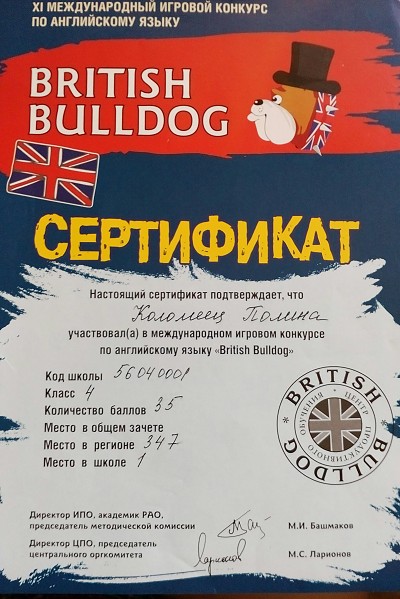 XI МЕЖДУНАРОДНЫЙ ИГРОВОЙ КОНКУРС
ПО АНГЛИЙСКОМУ ЯЗЫКУ
BRITISH
BULLDOG
СЕРТИФИКАТ
Настоящий сертификат подтверждает, что
Коломеец Полина
участвовал(а) в международном игровом конкурсе
по английскому языку «British Bulldog»
Код школы 56040001
Класс 4
Количество баллов 35
Место в общем зачете
Место в регионе 347
Место в школе 1
BRITISH BULLDOG
ЦЕНТР ПРОДУКТИВНОГО ОБУЧЕНИЯ
Директор ИПО, академик РАО,
председатель методической комиссии М.И. Башмаков
Директор ЦПО, председатель
центрального оргкомитета М.С. Ларионов